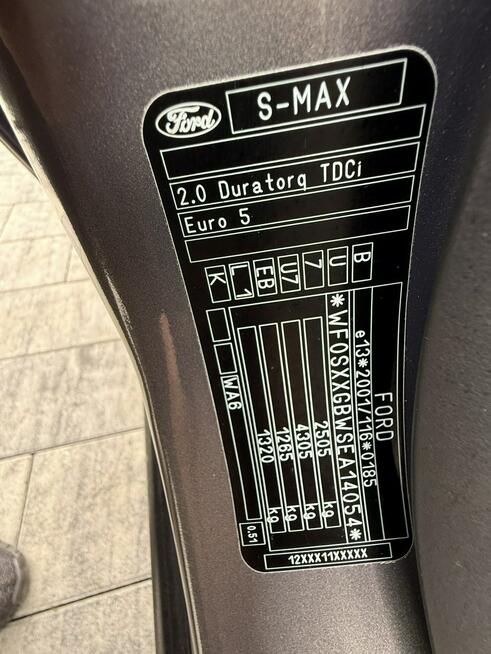 Ford
S-MAX
2.0 Duratorq TDCi
Euro 5
K L1 EB U7 7 U B
FORD
e13*2001/116*0185
*WF0SXXGBWSEA14054*
2505 kg
4305 kg
1265 kg
1320 kg
WA6
0.51
12XXX11XXXXX